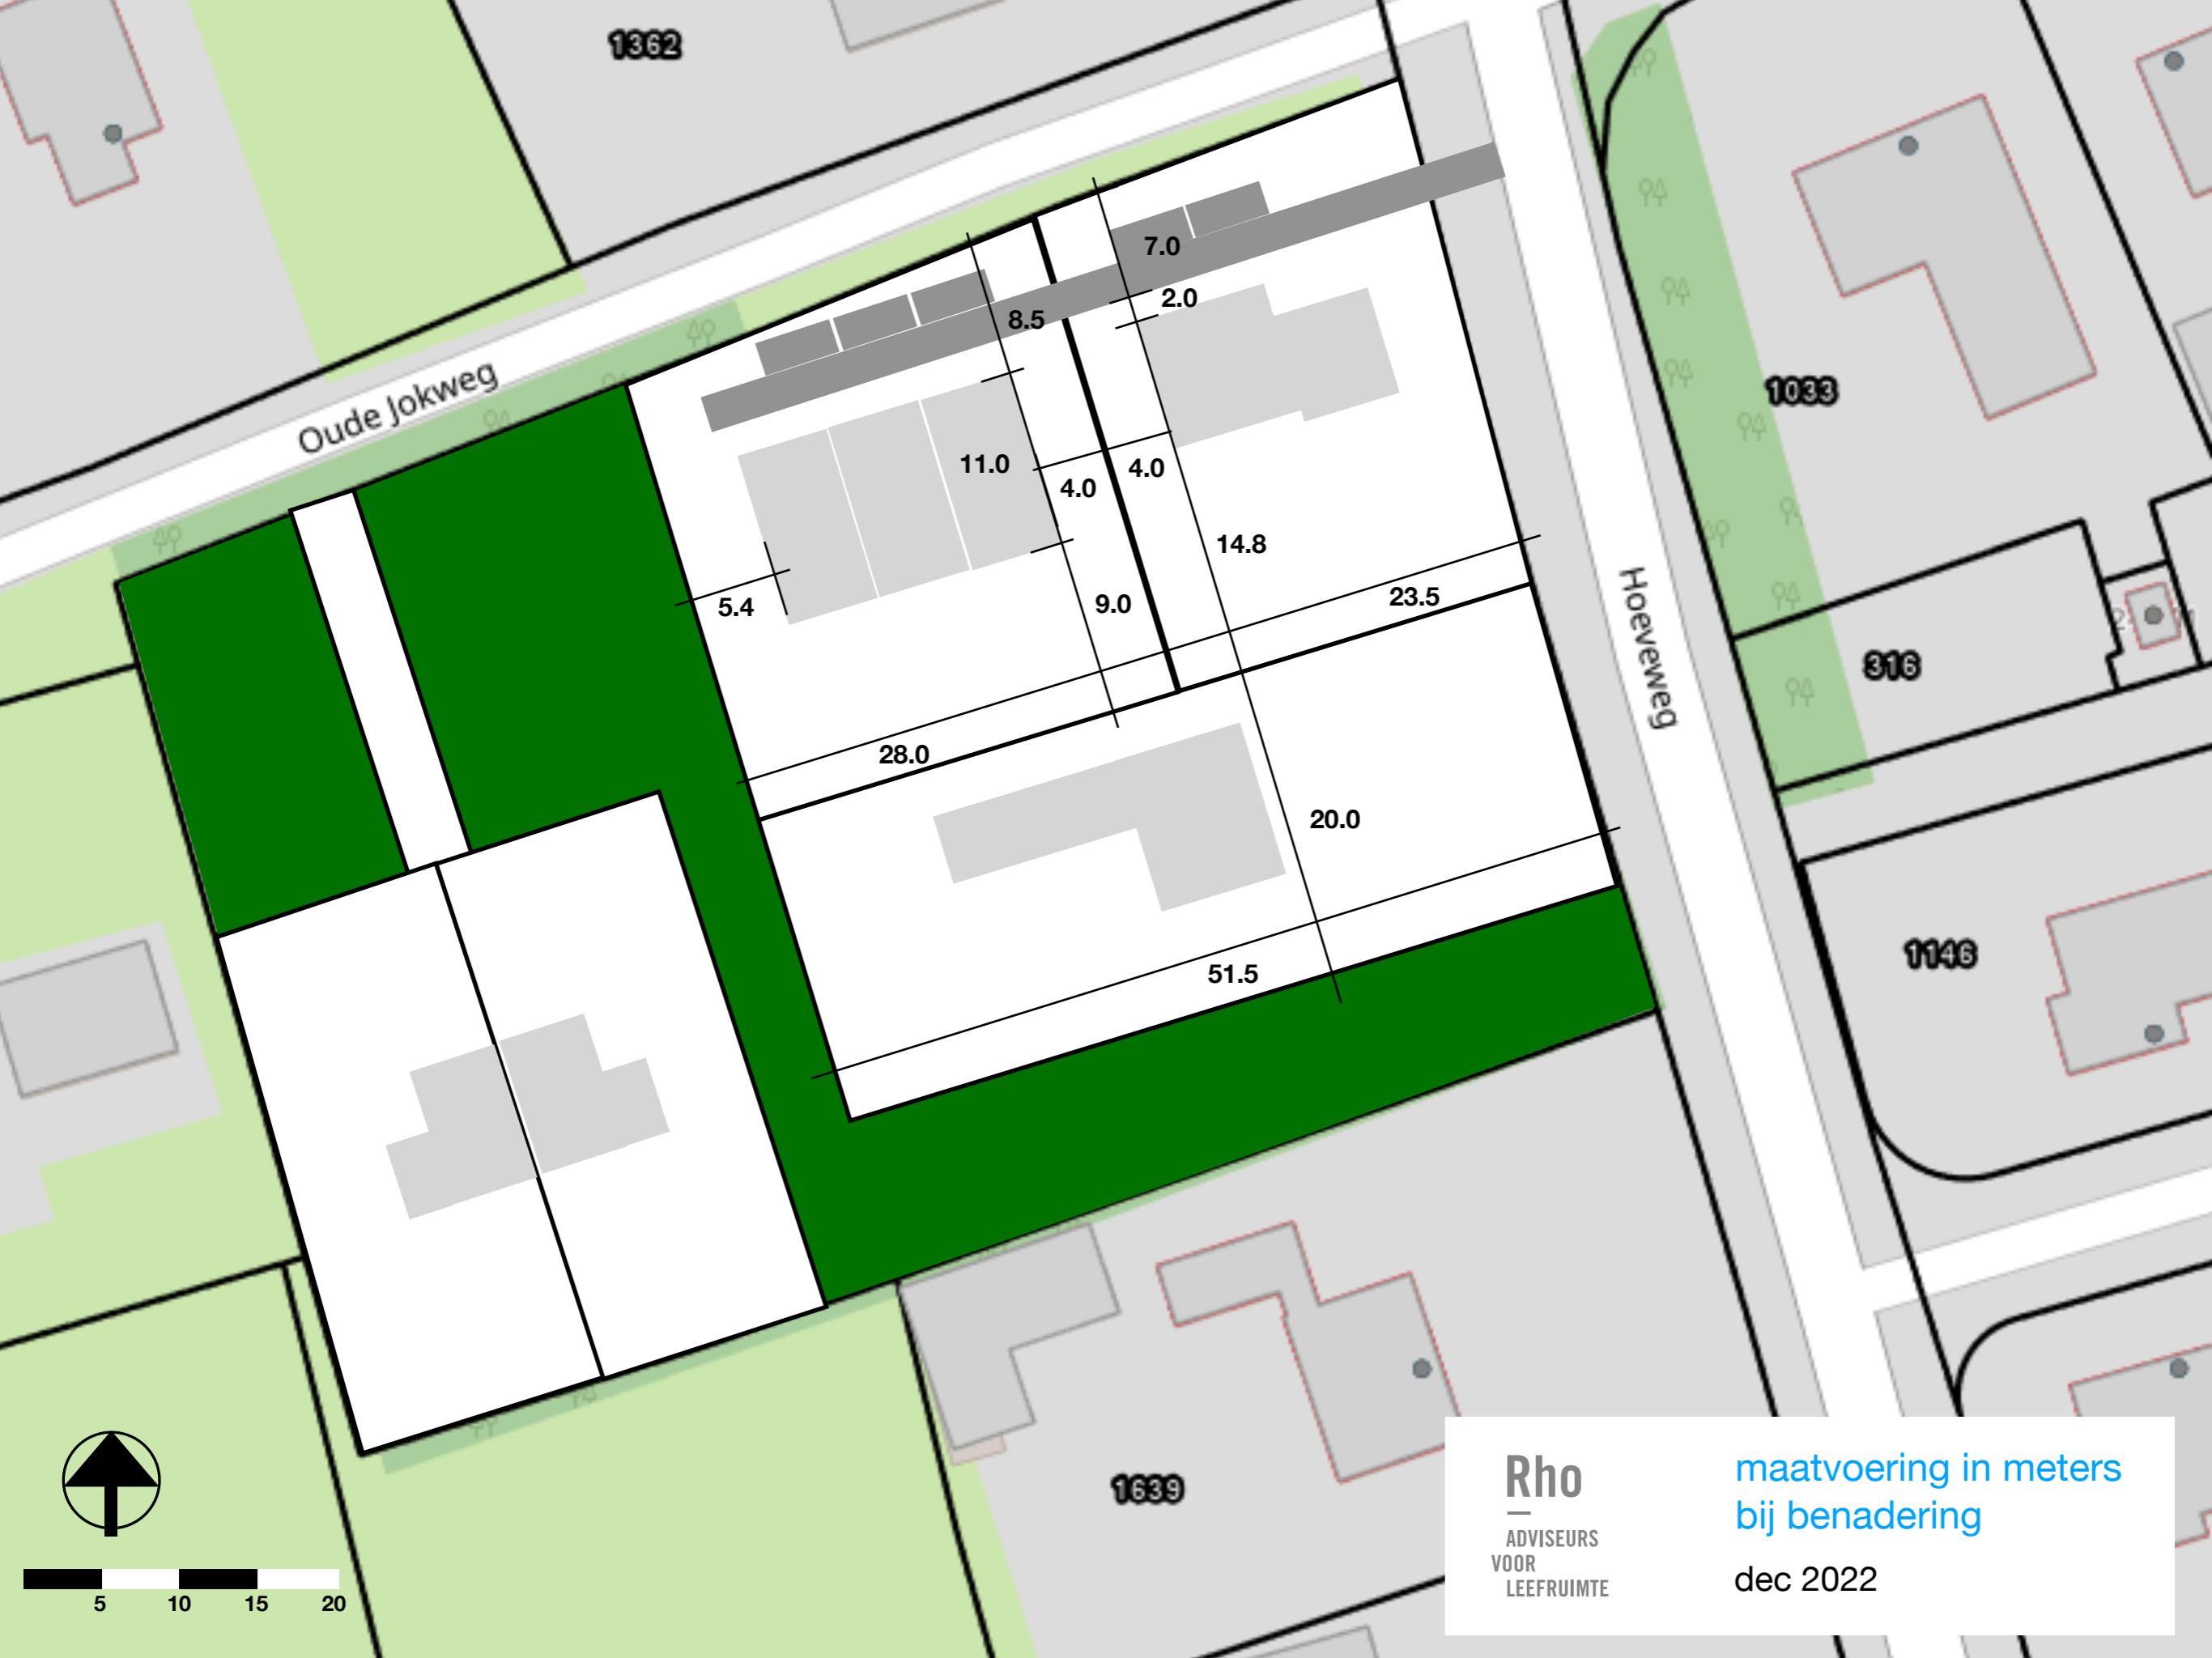 1362
Oude Jokweg
7.0
2.0
8.5
1033
11.0
4.0
4.0
14.8
5.4
9.0
23.5
Hoeveweg
316
28.0
20.0
1146
51.5
1639
5 10 15 20
Rho
ADVISEURS
VOOR
LEEFRUIMTE
maatvoering in meters
bij benadering
dec 2022